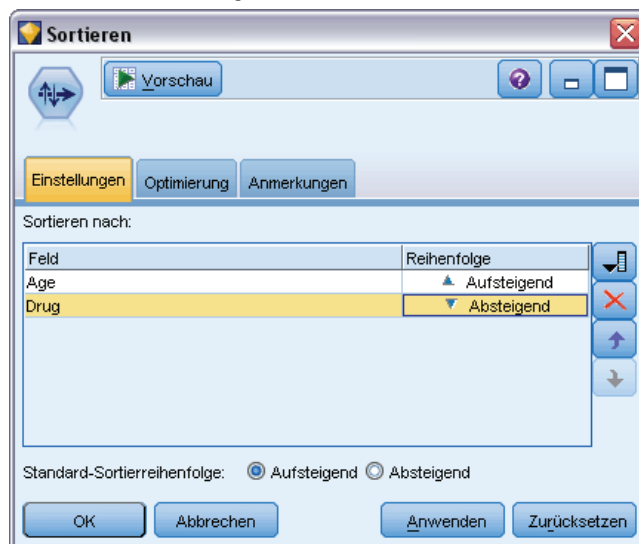 Sortieren
Vorschau
Einstellungen Optimierung Anmerkungen
Sortieren nach:
Feld Reihenfolge
Age Aufsteigend
Drug Absteigend
Standard-Sortierreihenfolge: Aufsteigend Absteigend
OK Abbrechen Anwenden Zurücksetzen